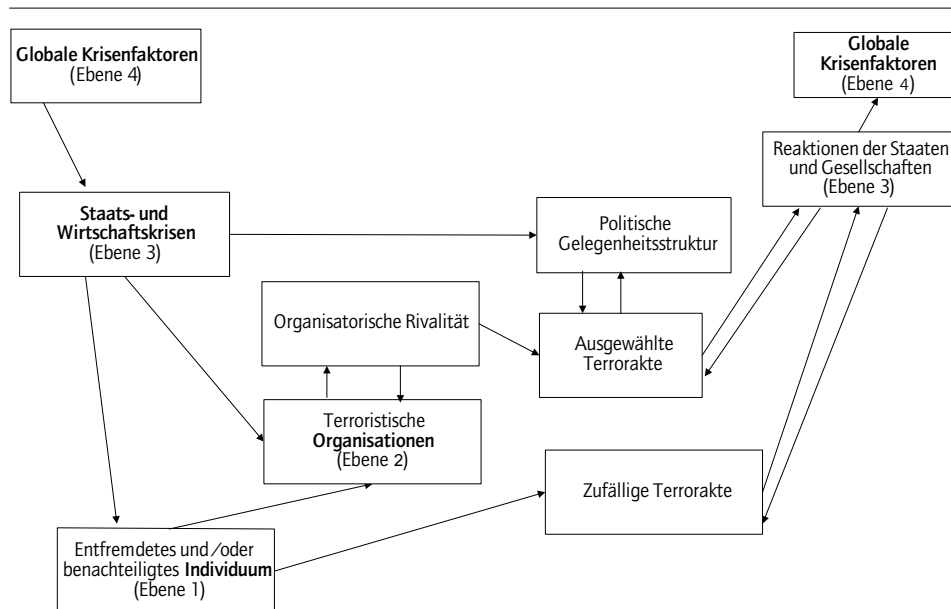 Globale Krisenfaktoren
(Ebene 4)
Globale
Krisenfaktoren
(Ebene 4)
Reaktionen der Staaten
und Gesellschaften
(Ebene 3)
Staats- und
Wirtschaftskrisen
(Ebene 3)
Politische
Gelegenheitsstruktur
Organisatorische Rivalität
Ausgewählte
Terrorakte
Terroristische
Organisationen
(Ebene 2)
Zufällige Terrorakte
Entfremdetes und/oder
benachteiligtes Individuum
(Ebene 1)